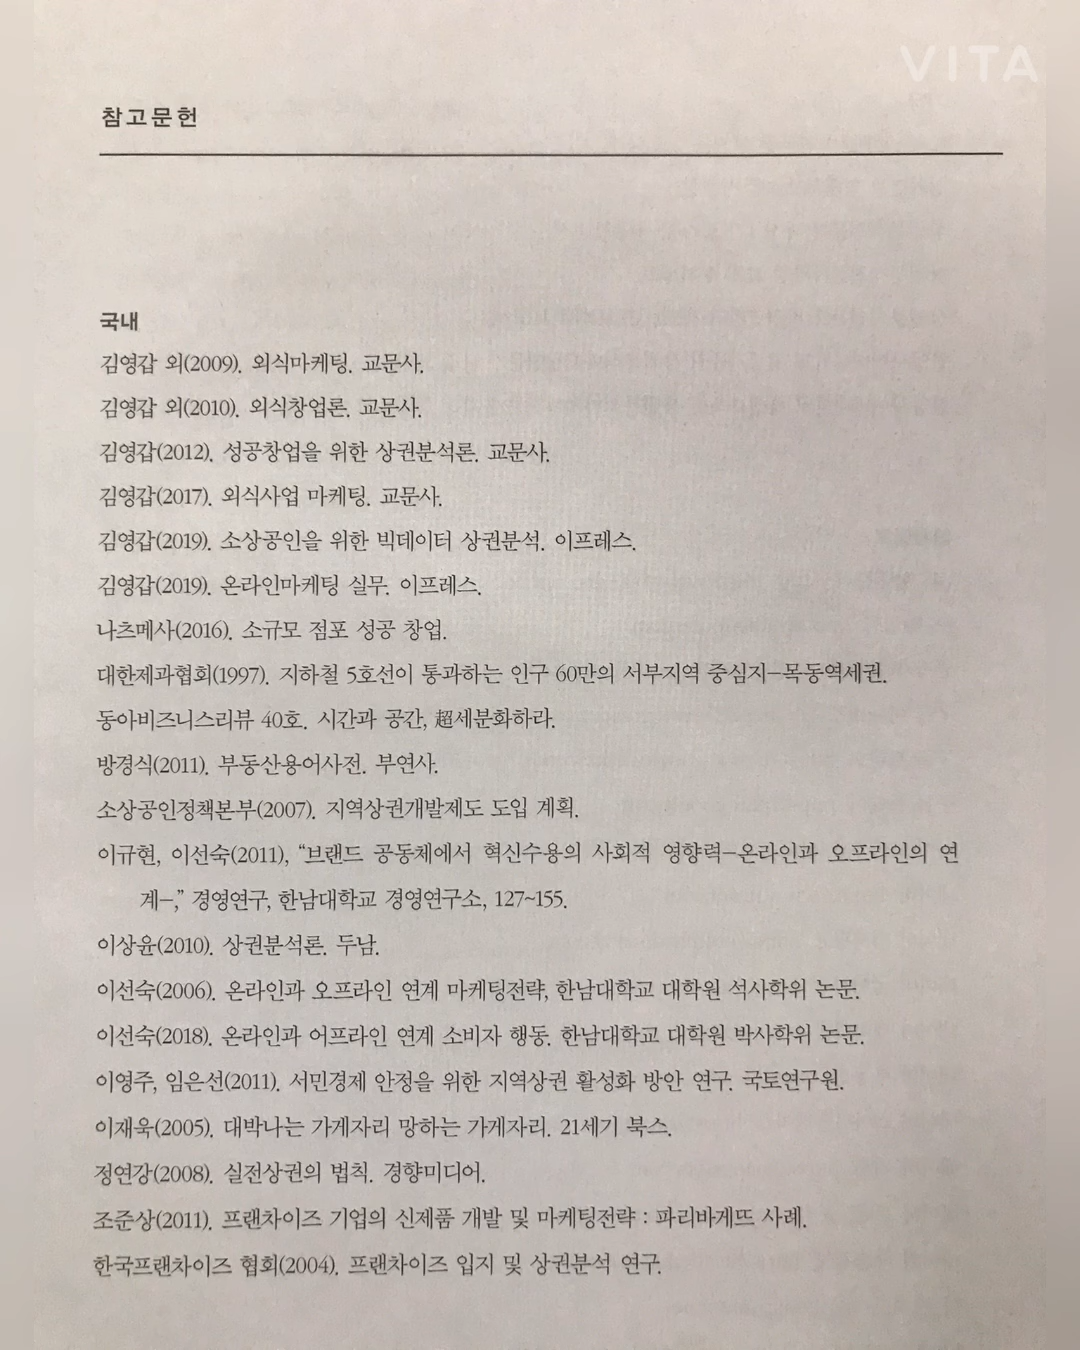 VITA
참고문헌
국내
김영갑 외(2009). 외식마케팅. 교문사.
김영갑 외(2010). 외식창업론. 교문사.
김영갑(2012). 성공창업을 위한 상권분석론. 교문사.
김영갑(2017). 외식사업 마케팅. 교문사.
김영갑(2019). 소상공인을 위한 빅데이터 상권분석. 이프레스.
김영갑(2019). 온라인마케팅 실무. 이프레스.
나츠메사(2016). 소규모 점포 성공 창업.
대한제과협회(1997). 지하철 5호선이 통과하는 인구 60만의 서부지역 중심지-목동역세권.
동아비즈니스리뷰 40호. 시간과 공간, 超세분화하라.
방경식(2011). 부동산용어사전. 부연사.
소상공인정책본부(2007). 지역상권개발제도 도입 계획.
이규현, 이선숙(2011), “브랜드 공동체에서 혁신수용의 사회적 영향력-온라인과 오프라인의 연
계-,” 경영연구, 한남대학교 경영연구소, 127~155.
이상윤(2010). 상권분석론. 두남.
이선숙(2006). 온라인과 오프라인 연계 마케팅전략, 한남대학교 대학원 석사학위 논문.
이선숙(2018). 온라인과 어프라인 연계 소비자 행동. 한남대학교 대학원 박사학위 논문.
이영주, 임은선(2011). 서민경제 안정을 위한 지역상권 활성화 방안 연구. 국토연구원.
이재욱(2005). 대박나는 가게자리 망하는 가게자리. 21세기 북스.
정연강(2008). 실전상권의 법칙. 경향미디어.
조준상(2011). 프랜차이즈 기업의 신제품 개발 및 마케팅전략 : 파리바게뜨 사례.
한국프랜차이즈 협회(2004). 프랜차이즈 입지 및 상권분석 연구.